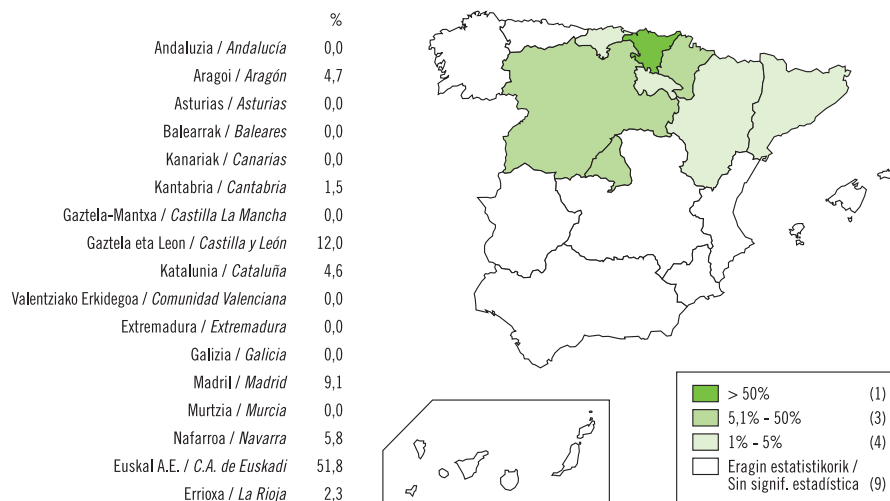 %
Andaluzia / Andalucía 0,0
Aragoi / Aragón 4,7
Asturias / Asturias 0,0
Balearrak / Baleares 0,0
Kanariak / Canarias 0,0
Kantabria / Cantabria 1,5
Gaztela-Mantxa / Castilla La Mancha 0,0
Gaztela eta Leon / Castilla y León 12,0
Katalunia / Cataluña 4,6
Valentziako Erkidegoa / Comunidad Valenciana 0,0
Extremadura / Extremadura 0,0
Galizia / Galicia 0,0
Madril / Madrid 9,1
Murtzia / Murcia 0,0
Nafarroa / Navarra 5,8
Euskal A.E. / C.A. de Euskadi 51,8
Errioxa / La Rioja 2,3
> 50% (1)
5,1% - 50% (3)
1% - 5% (4)
Eragin estatistikorik /
Sin signif. estadística (9)